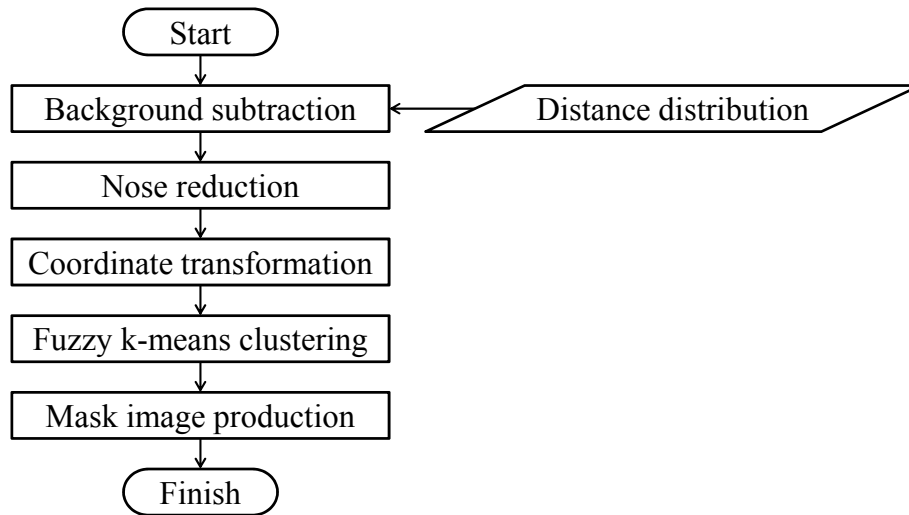 Start
Background subtraction
Distance distribution
Nose reduction
Coordinate transformation
Fuzzy k-means clustering
Mask image production
Finish